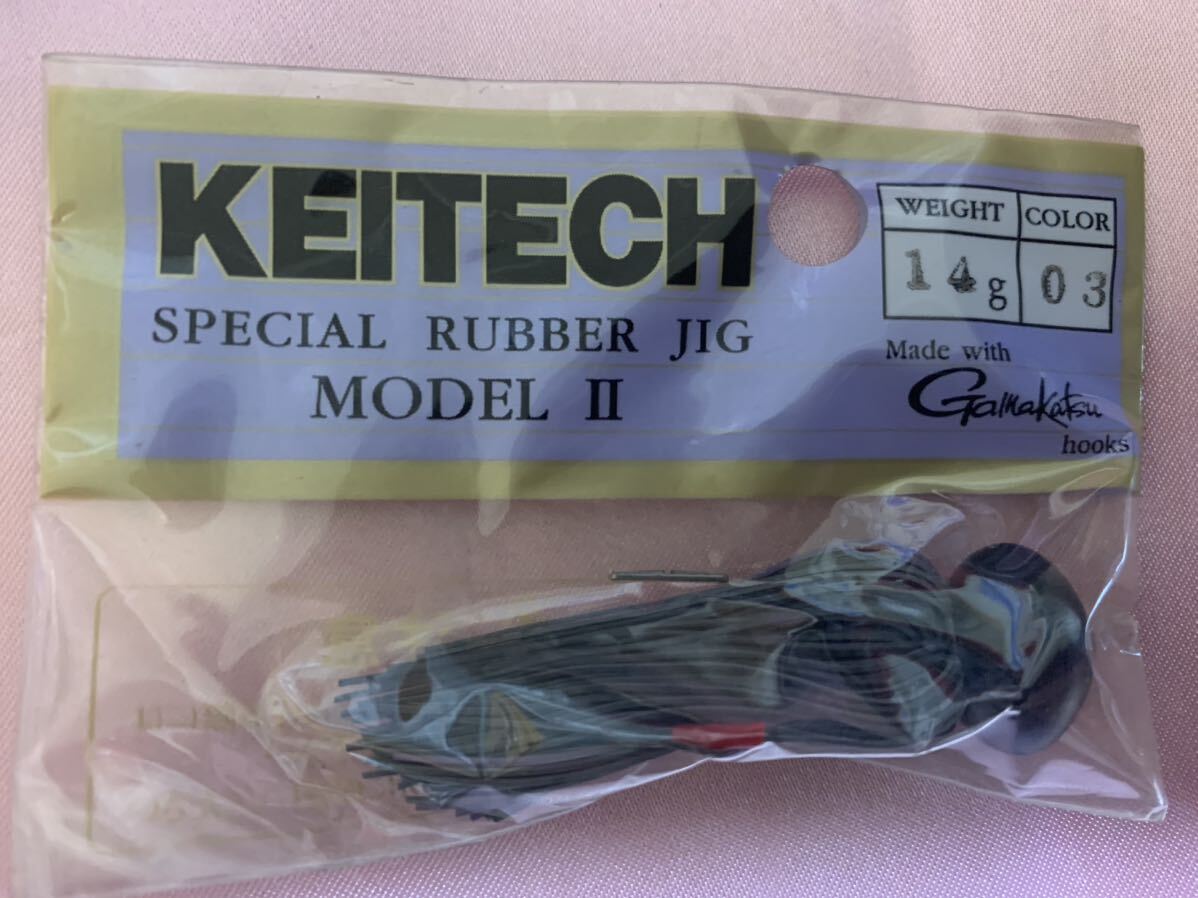 KEITECH
SPECIAL RUBBER JIG
MODEL II
WEIGHT COLOR
14g 03
Made with
Gamakatsu
hooks